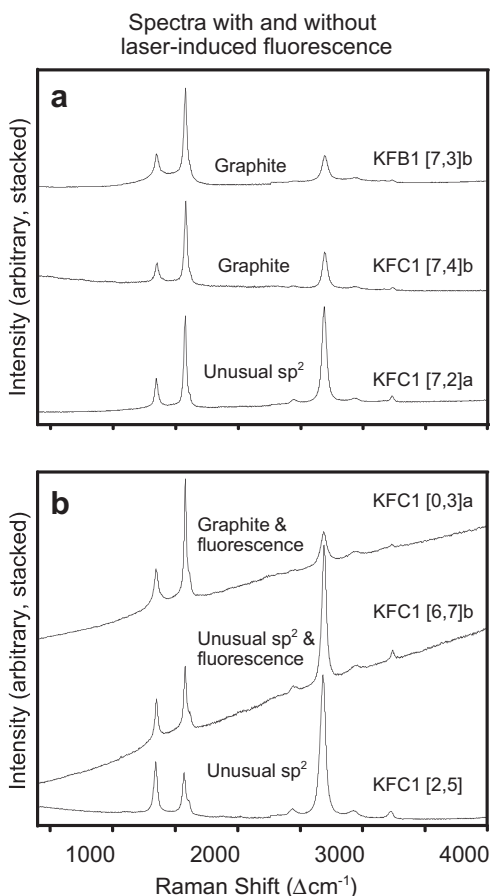 Spectra with and without
laser-induced fluorescence
Intensity (arbitrary, stacked)
a
KFB1 [7,3]b
Graphite
KFC1 [7,4]b
Graphite
Unusual sp²
KFC1 [7,2]a
Intensity (arbitrary, stacked)
b
KFC1 [0,3]a
Graphite &
fluorescence
KFC1 [6,7]b
Unusual sp² &
fluorescence
Unusual sp²
KFC1 [2,5]
1000 2000 3000 4000
Raman Shift (Δcm⁻¹)